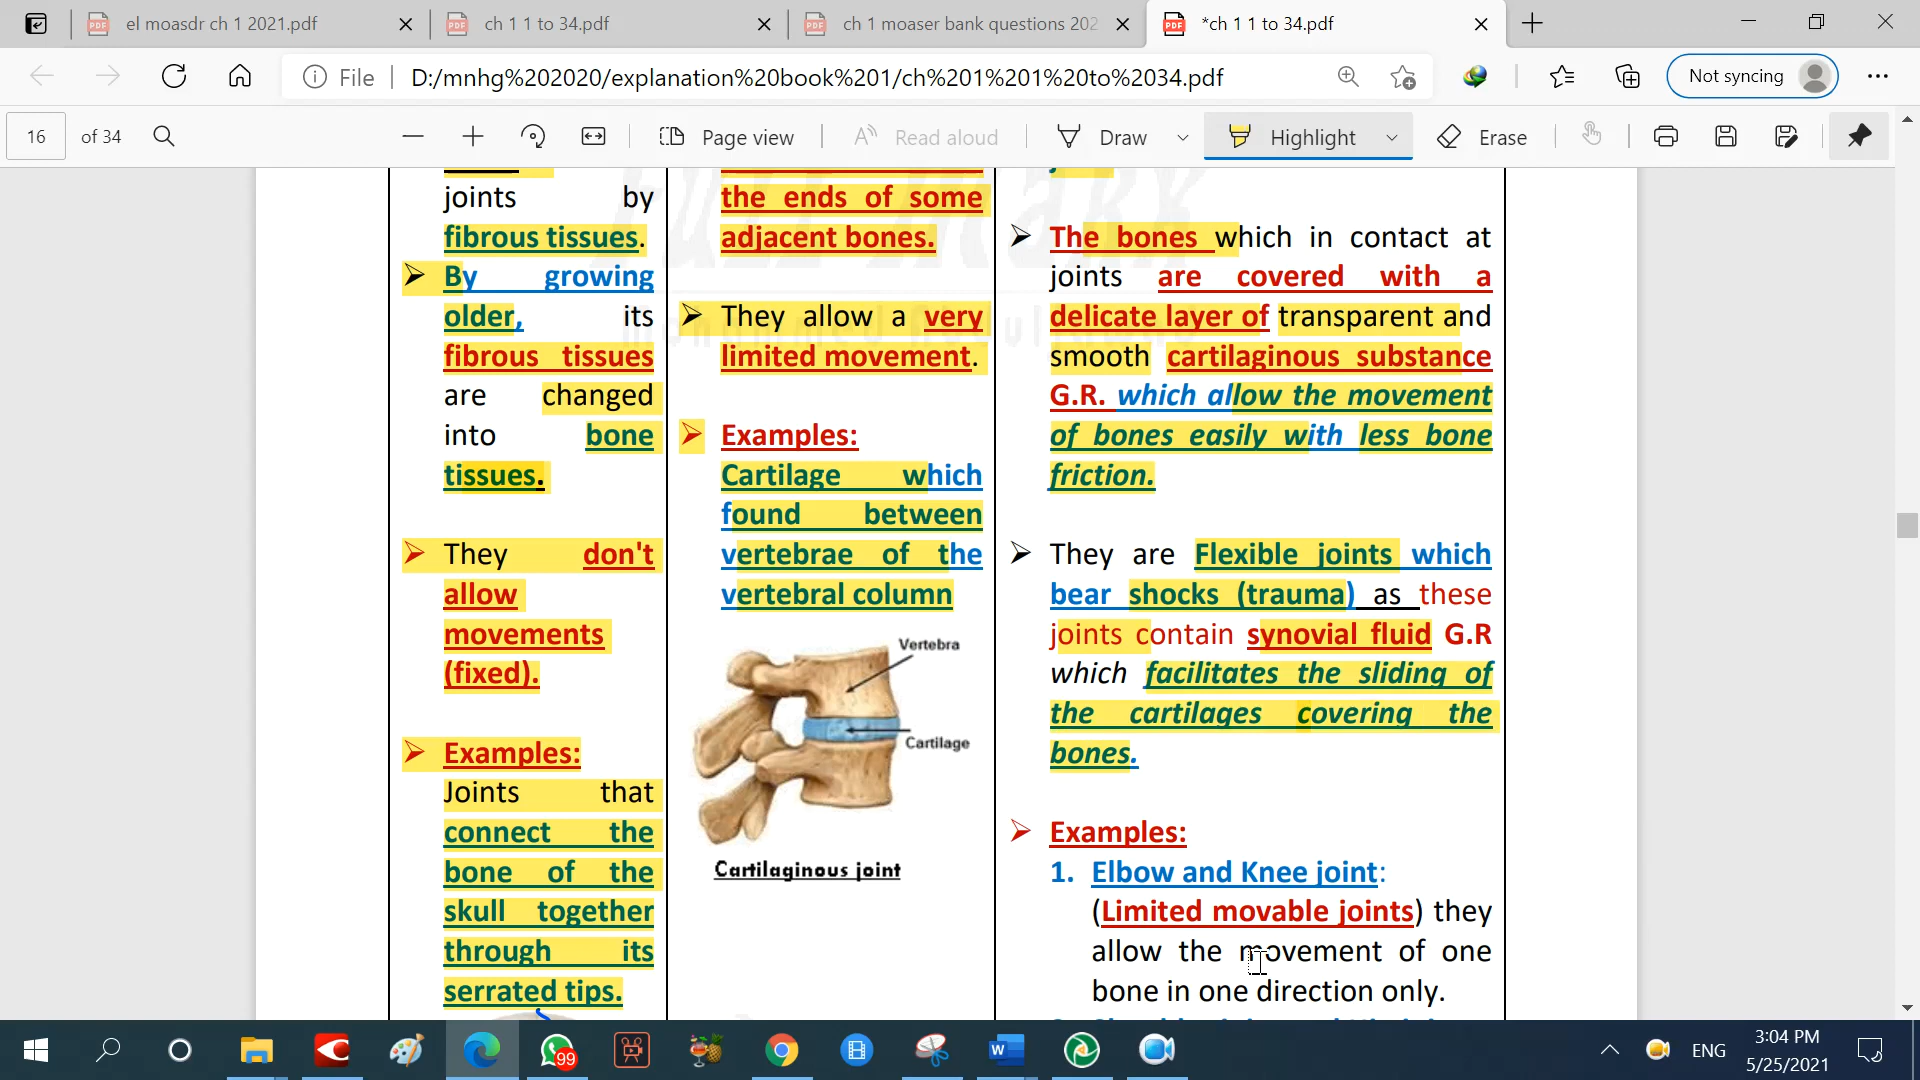 el moasdr ch 1 2021.pdf
ch 1 1 to 34.pdf
ch 1 moaser bank questions 202
*ch 1 1 to 34.pdf
File
D:/mnhg%202020/explanation%20book%201/ch%201%201%20to%2034.pdf
Not syncing
16 of 34
Page view
Read aloud
Draw
Highlight
Erase
joints by
fibrous tissues.
By growing
older, its
fibrous tissues
are changed
into bone
tissues.
They don't
allow
movements
(fixed).
Examples:
Joints that
connect the
bone of the
skull together
through its
serrated tips.
the ends of some
adjacent bones.
They allow a very
limited movement.
Examples:
Cartilage which
found between
vertebrae of the
vertebral column
Vertebra
Cartilage
Cartilaginous joint
The bones which in contact at
joints are covered with a
delicate layer of transparent and
smooth cartilaginous substance
G.R. which allow the movement
of bones easily with less bone
friction.
They are Flexible joints which
bear shocks (trauma) as these
joints contain synovial fluid G.R
which facilitates the sliding of
the cartilages covering the
bones.
Examples:
1. Elbow and Knee joint:
(Limited movable joints) they
allow the movement of one
bone in one direction only.
99
ENG
3:04 PM
5/25/2021